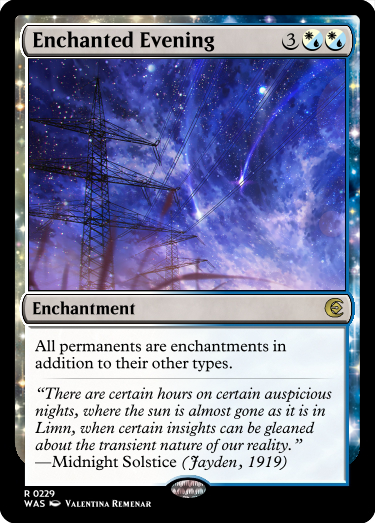 Enchanted Evening 3
Enchantment
All permanents are enchantments in
addition to their other types.
“There are certain hours on certain auspicious
nights, where the sun is almost gone as it is in
Limn, when certain insights can be gleaned
about the transient nature of our reality.”
—Midnight Solstice (Jayden, 1919)
R 0229
WAS Valentina Remenar